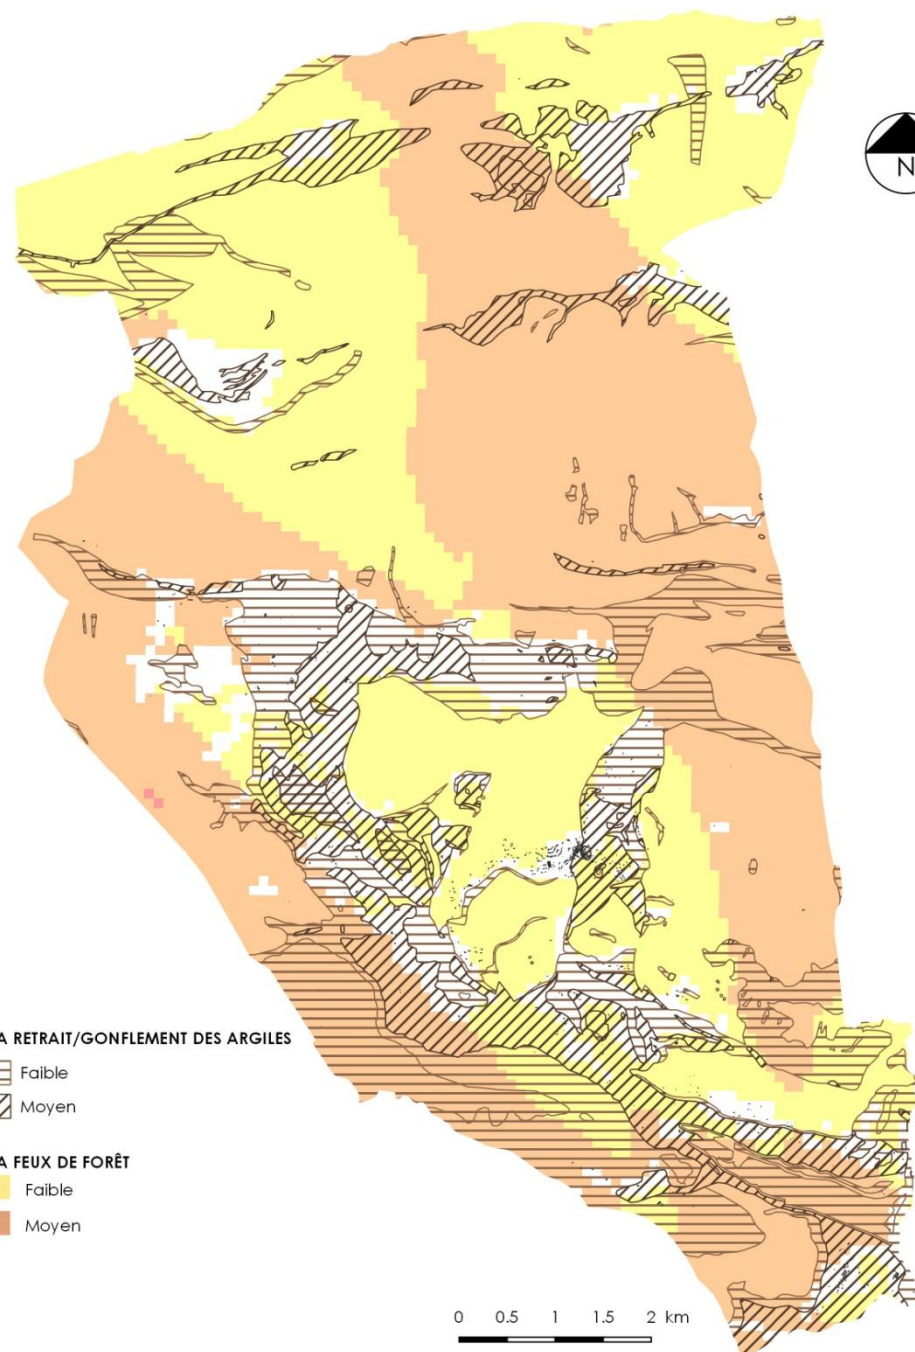 N
A RETRAIT/GONFLEMENT DES ARGILES
Faible
Moyen
A FEUX DE FORÊT
Faible
Moyen
0 0.5 1 1.5 2 km